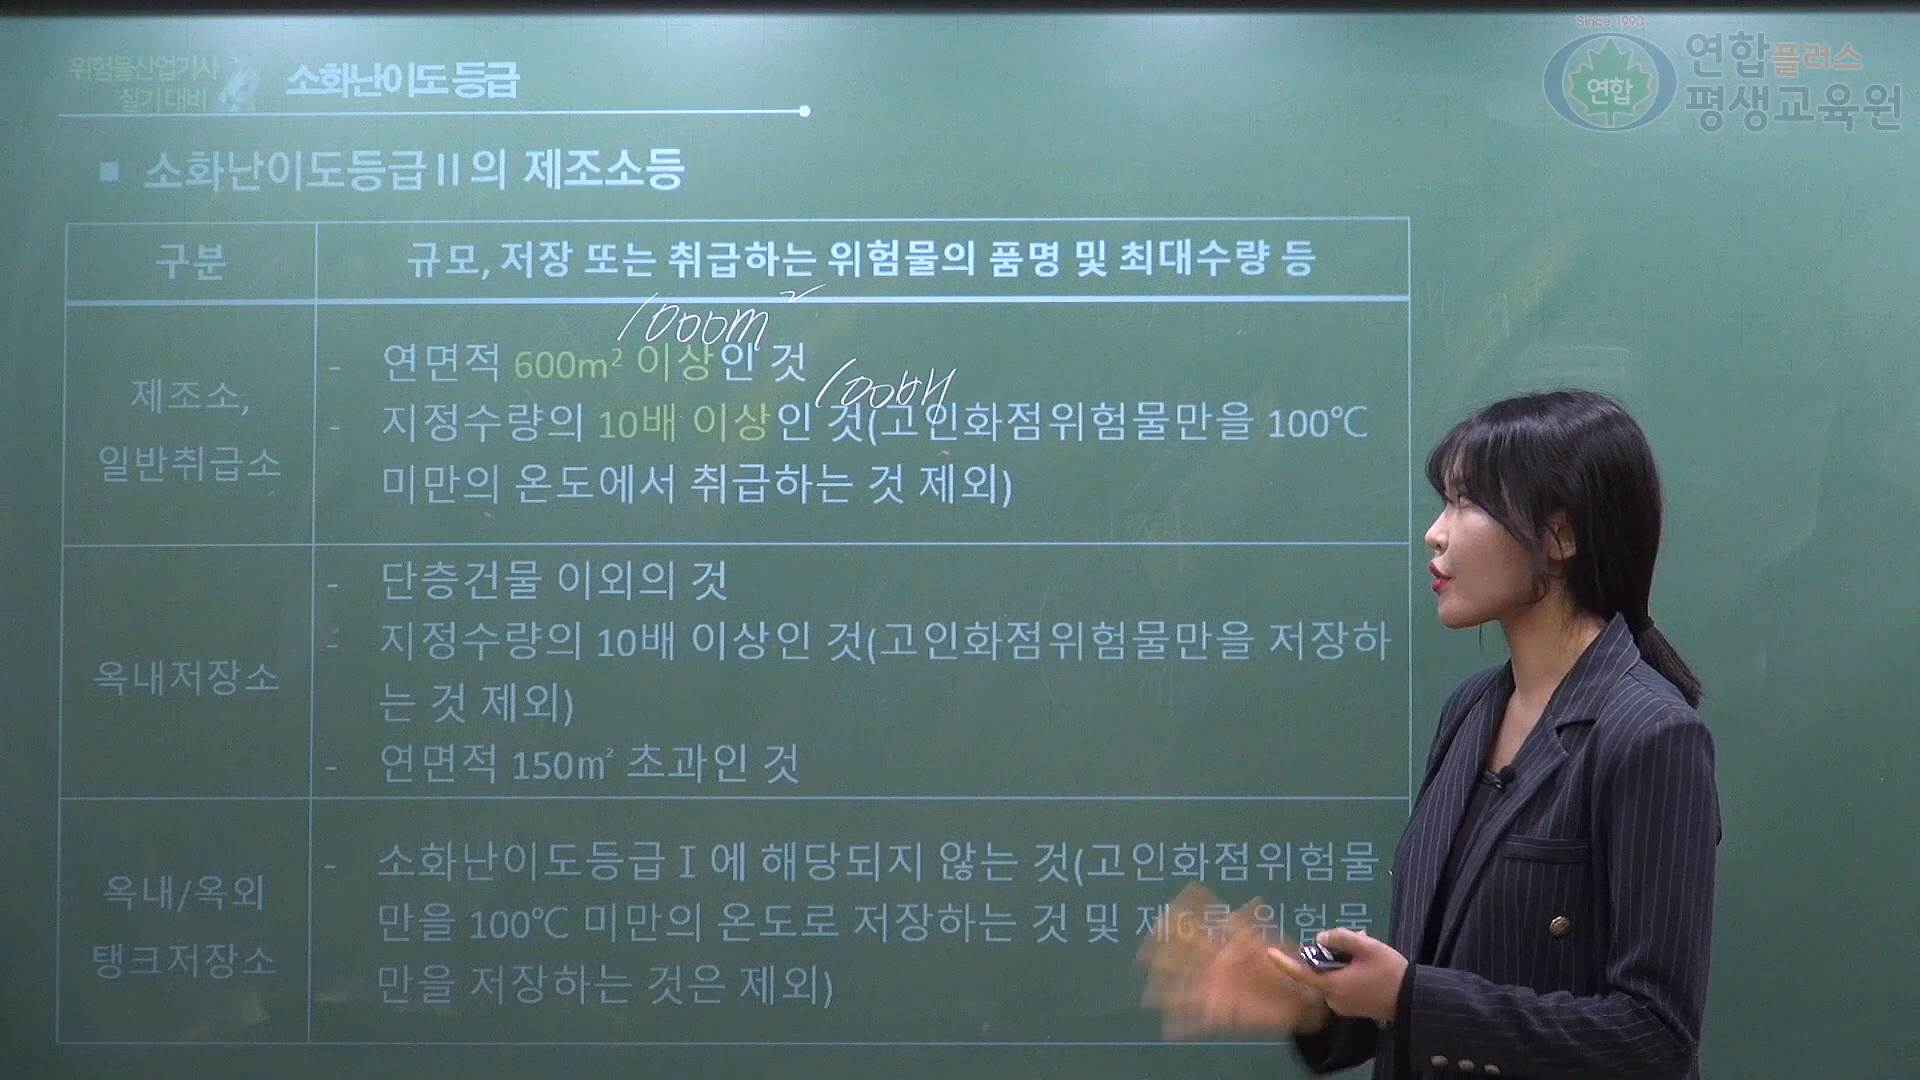 Since 1990
연합플러스
연합
평생교육원
위험물산업기사
실기 대비
소화난이도 등급
■ 소화난이도등급Ⅱ의 제조소등
구분
규모, 저장 또는 취급하는 위험물의 품명 및 최대수량 등
제조소,
일반취급소
1000m²
- 연면적 600m² 이상인 것
100배
- 지정수량의 10배 이상인 것(고인화점위험물만을 100℃
미만의 온도에서 취급하는 것 제외)
옥내저장소
- 단층건물 이외의 것
- 지정수량의 10배 이상인 것(고인화점위험물만을 저장하
는 것 제외)
- 연면적 150㎡ 초과인 것
옥내/옥외
탱크저장소
- 소화난이도등급Ⅰ에 해당되지 않는 것(고인화점위험물
만을 100℃ 미만의 온도로 저장하는 것 및 제6류 위험물
만을 저장하는 것은 제외)